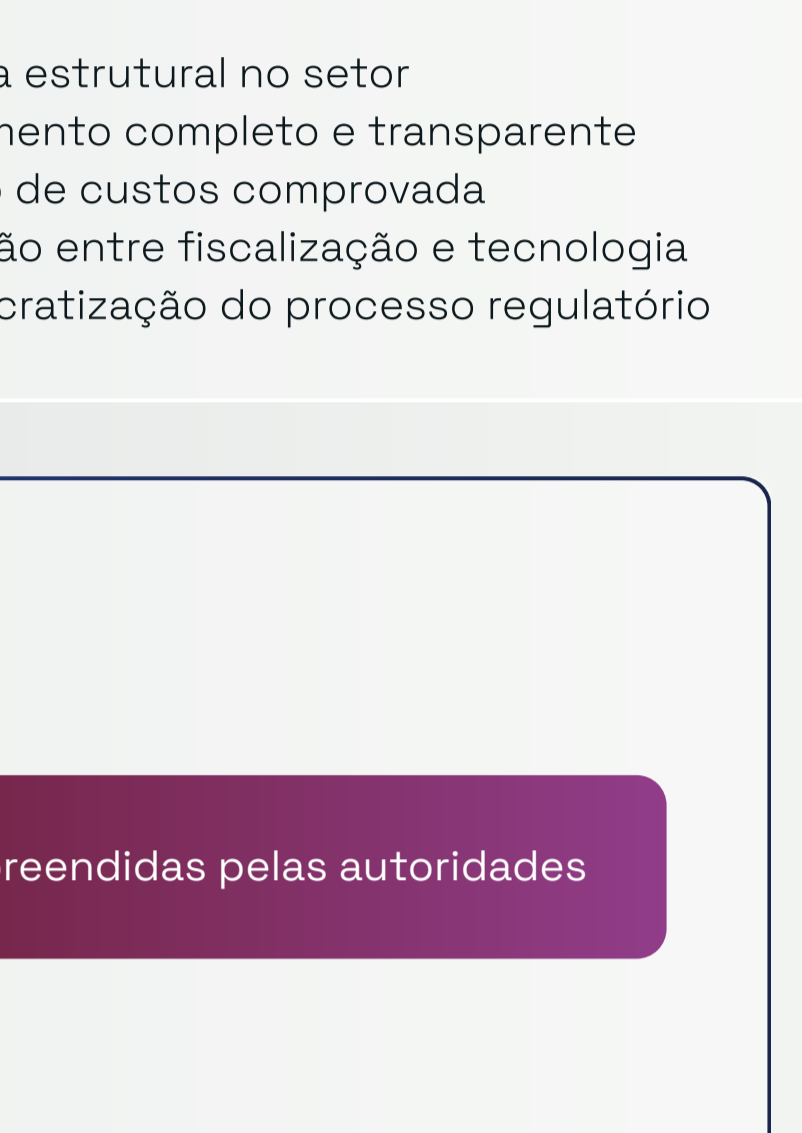 a estrutural no setor
mento completo e transparente
o de custos comprovada
ão entre fiscalização e tecnologia
cratização do processo regulatório
preendidas pelas autoridades